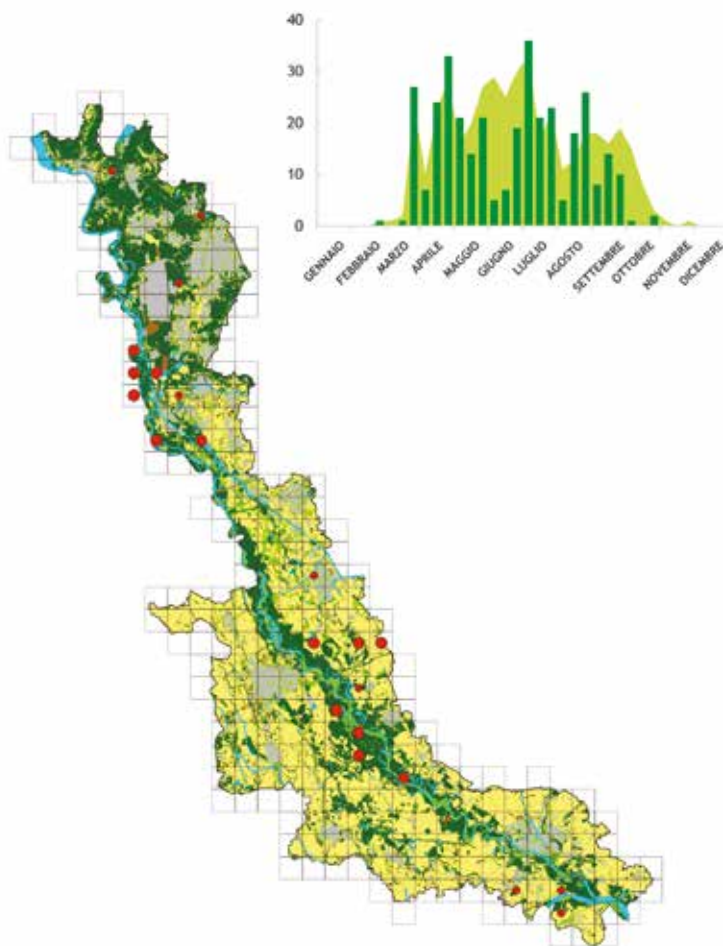 40
30
20
10
0
GENNAIO
FEBBRAIO
MARZO
APRILE
MAGGIO
GIUGNO
LUGLIO
AGOSTO
SETTEMBRE
OTTOBRE
NOVEMBRE
DICEMBRE